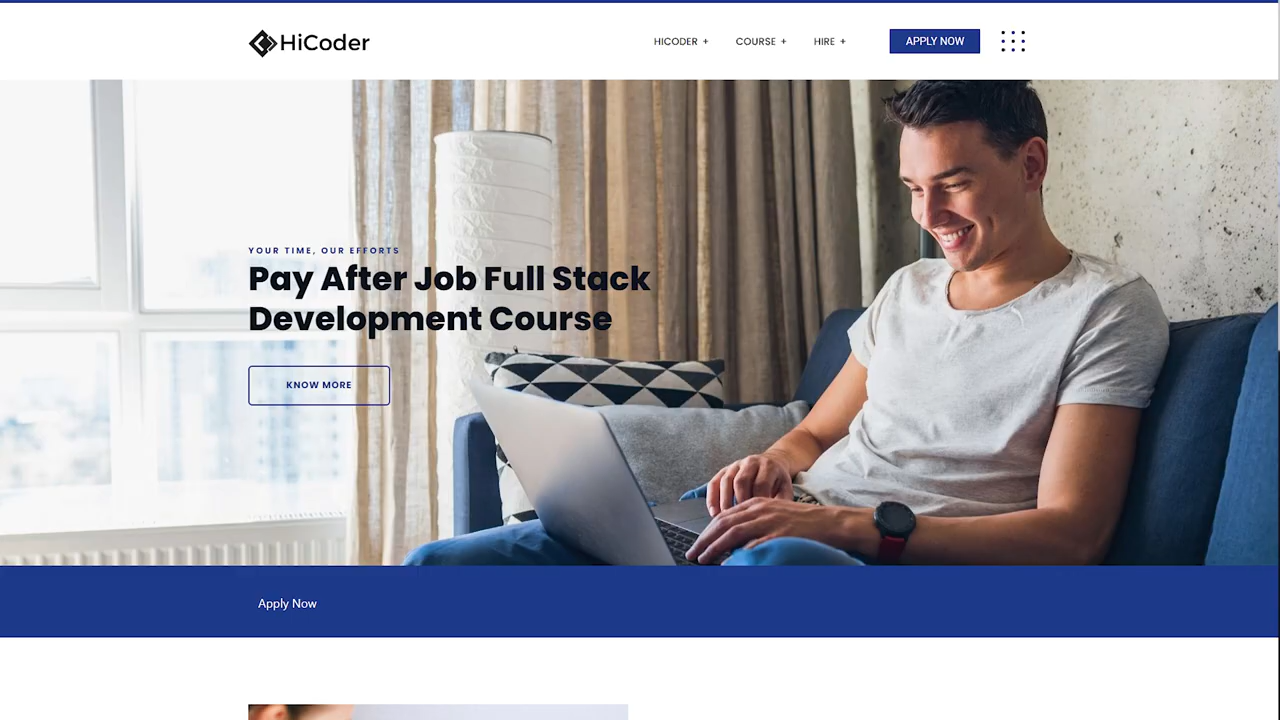 HiCoder
HICODER +
COURSE +
HIRE +
APPLY NOW
YOUR TIME, OUR EFFORTS
Pay After Job Full Stack
Development Course
KNOW MORE
Apply Now